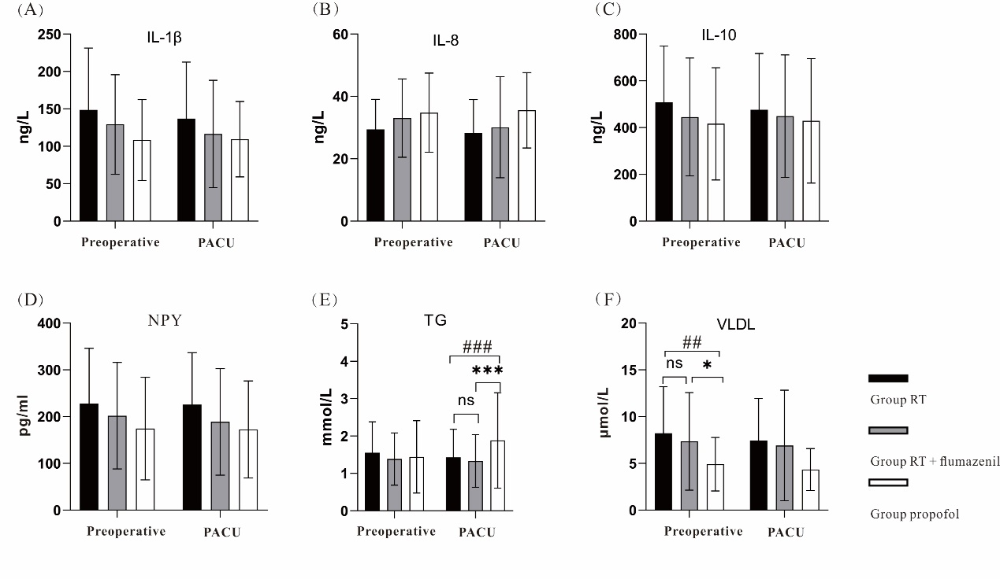 (A)
IL-1β
250
200
150
100
50
0
ng/L
Preoperative PACU
(B)
IL-8
60
40
20
0
ng/L
Preoperative PACU
(C)
IL-10
800
600
400
200
0
ng/L
Preoperative PACU
(D)
NPY
400
300
200
100
0
pg/ml
Preoperative PACU
(E)
TG
5
4
3
2
1
0
mmol/L
###
***
ns
Preoperative PACU
(F)
VLDL
20
15
10
5
0
μmol/L
##
ns *
Preoperative PACU
Group RT
Group RT + flumazenil
Group propofol